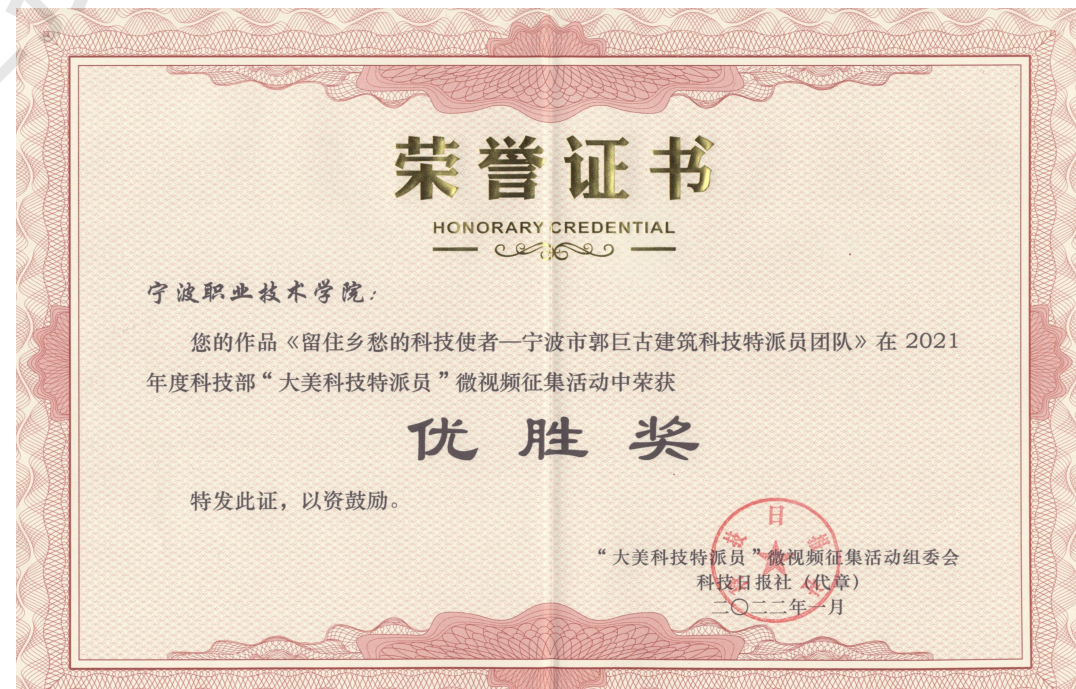 荣誉证书
HONORARY CREDENTIAL
宁波职业技术学院：
您的作品《留住乡愁的科技使者—宁波市郭巨古建筑科技特派员团队》在 2021
年度科技部“大美科技特派员”微视频征集活动中荣获
优胜奖
特发此证，以资鼓励。
“大美科技特派员”微视频征集活动组委会
科技日报社（代章）
二〇二二年一月
科技日报社